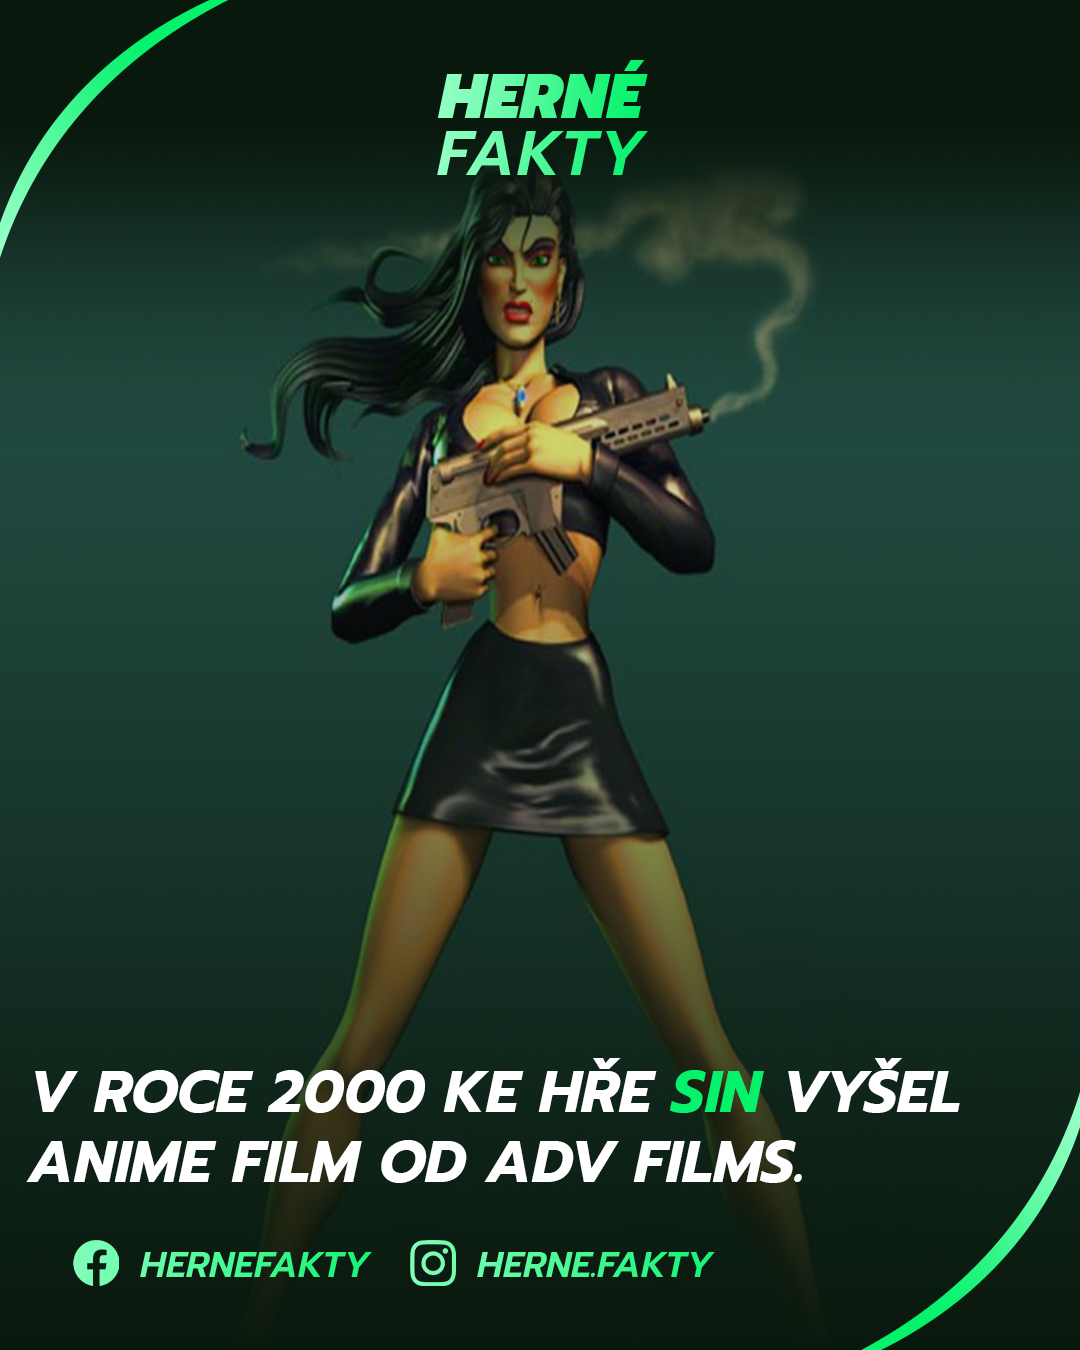 HERNÉ
FAKTY
V ROCE 2000 KE HŘE SIN VYŠEL
ANIME FILM OD ADV FILMS.
HERNEFAKTY HERNE.FAKTY